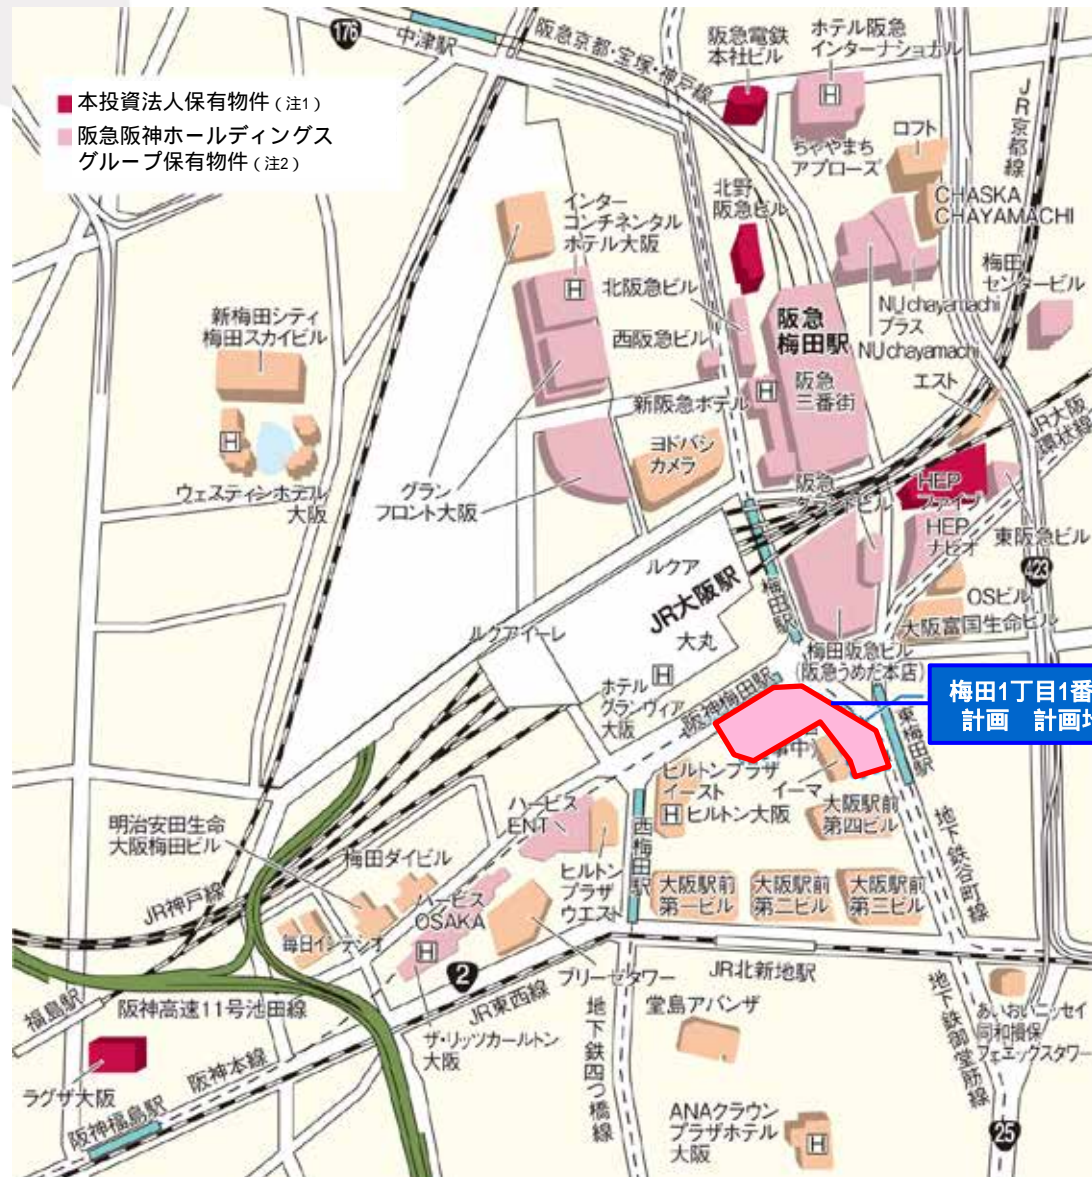 176
中津駅
阪急京都・宝塚・神戸線
阪急電鉄
本社ビル
ホテル阪急
インターナショナル
H
■本投資法人保有物件（注1）
■阪急阪神ホールディングス
グループ保有物件（注2）
JR京都線
ロフト
ちゃやまち
アプローズ
北野
阪急ビル
CHASKA
CHAYAMACHI
インター
コンチネンタル
ホテル大阪
H
梅田
センタービル
北阪急ビル
NU chayamachi
プラス
新梅田シティ
梅田スカイビル
阪急
梅田駅
西阪急ビル
NU chayamachi
エスト
阪急
三番街
H
新阪急ホテル
JR大阪
環状線
H
ヨドバシ
カメラ
ウェスティンホテル
大阪
グラン
フロント大阪
阪急
HEP
ファイブ
HEP
ナビオ
東阪急ビル
423
ルクア
OSビル
JR大阪駅
梅田駅
大阪富国生命ビル
ルクアイーレ
大丸
梅田阪急ビル
（阪急うめだ本店）
H
ホテル
グランヴィア
大阪
阪神梅田駅
梅田1丁目1番
計画　計画地
東梅田駅
事中）
ヒルトンプラザ
イースト
イーマ
H
ヒルトン大阪
大阪駅前
第四ビル
ハービス
ENT
明治安田生命
大阪梅田ビル
西梅田駅
梅田ダイビル
ヒルトン
プラザ
ウエスト
大阪駅前
第一ビル
大阪駅前
第二ビル
大阪駅前
第三ビル
地下鉄谷町線
JR神戸線
ハービス
OSAKA
毎日インテシオ
H
2
ブリーゼタワー
JR北新地駅
福島駅
阪神高速11号池田線
JR東西線
堂島アバンザ
地下鉄御堂筋線
あいおいニッセイ
同和損保
フェニックスタワー
ザ・リッツカールトン
大阪
地下鉄四つ橋線
阪神本線
ラグザ大阪
阪神福島駅
ANAクラウン
プラザホテル
大阪
H
25